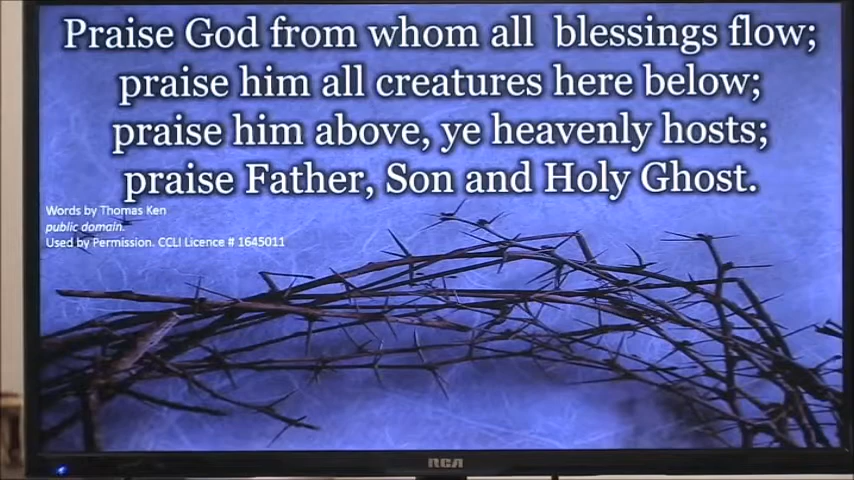 Praise God from whom all blessings flow;
praise him all creatures here below;
praise him above, ye heavenly hosts;
praise Father, Son and Holy Ghost.
Words by Thomas Ken
public domain.
Used by Permission. CCLI Licence # 1645011
RCA